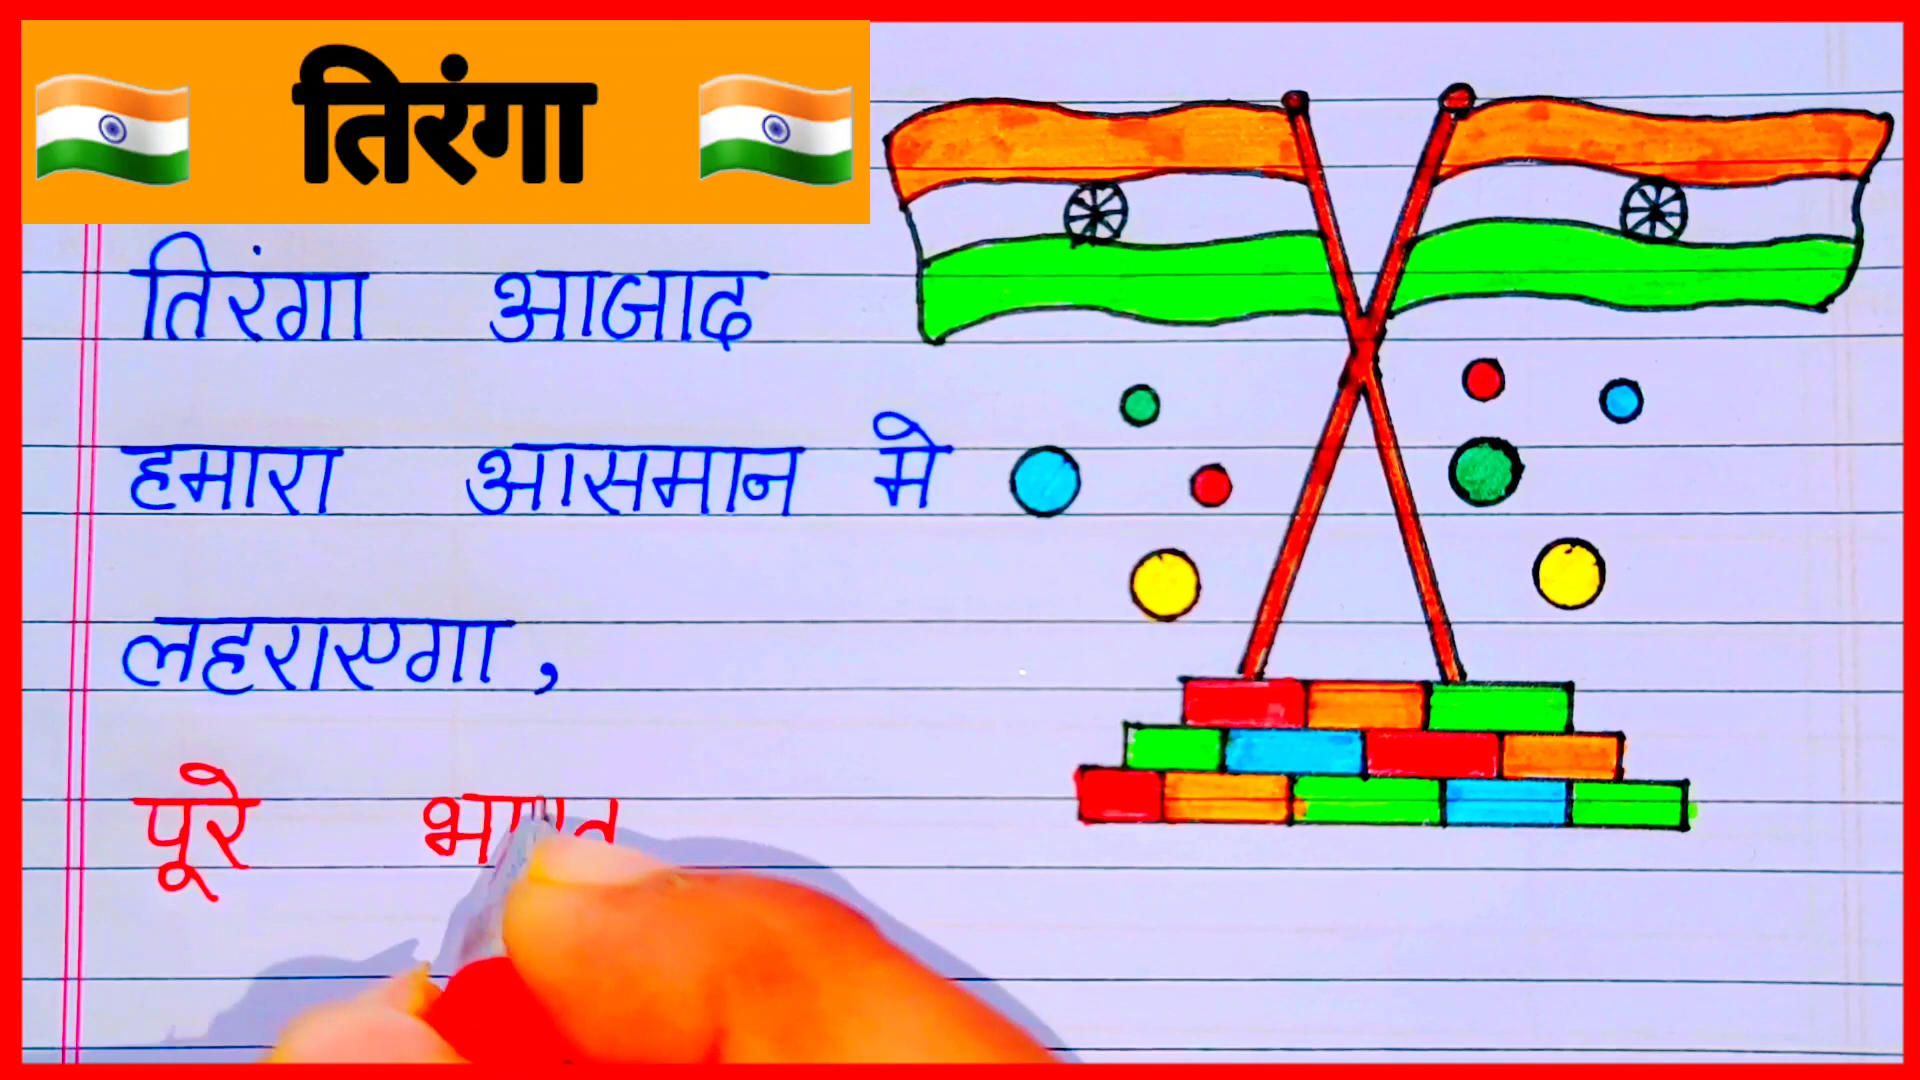 तिरंगा
तिरंगा आजाद
हमारा आसमान मे
लहराएगा,
पूरे